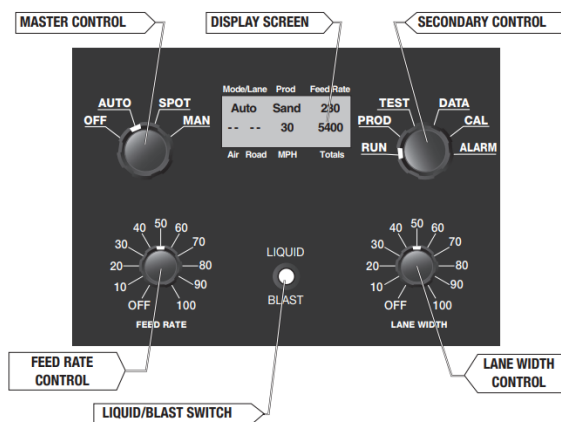 MASTER CONTROL
DISPLAY SCREEN
SECONDARY CONTROL
Mode/Lane Prod Feed Rate
Auto Sand 230
-- -- 30 5400
Air Road MPH Totals
AUTO SPOT
OFF MAN
TEST DATA
PROD CAL
RUN ALARM
50
40 60
30 70
20 80
10 90
OFF 100
FEED RATE
LIQUID
BLAST
50
40 60
30 70
20 80
10 90
OFF 100
LANE WIDTH
FEED RATE
CONTROL
LIQUID/BLAST SWITCH
LANE WIDTH
CONTROL